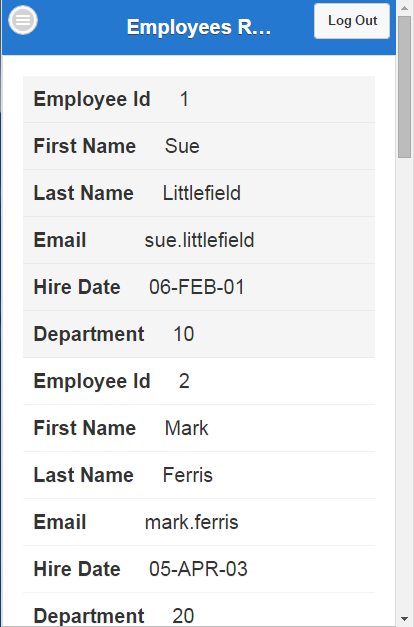 Employees R...
Log Out
Employee Id 1
First Name Sue
Last Name Littlefield
Email sue.littlefield
Hire Date 06-FEB-01
Department 10
Employee Id 2
First Name Mark
Last Name Ferris
Email mark.ferris
Hire Date 05-APR-03
Department 20